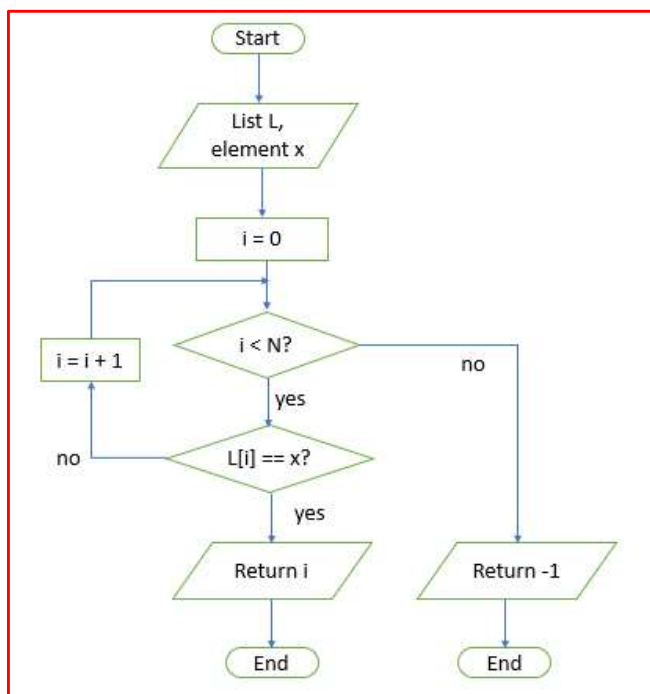 Start
List L,
element x
i = 0
i < N?
i = i + 1
no
yes
no
L[i] == x?
yes
Return i
Return -1
End
End